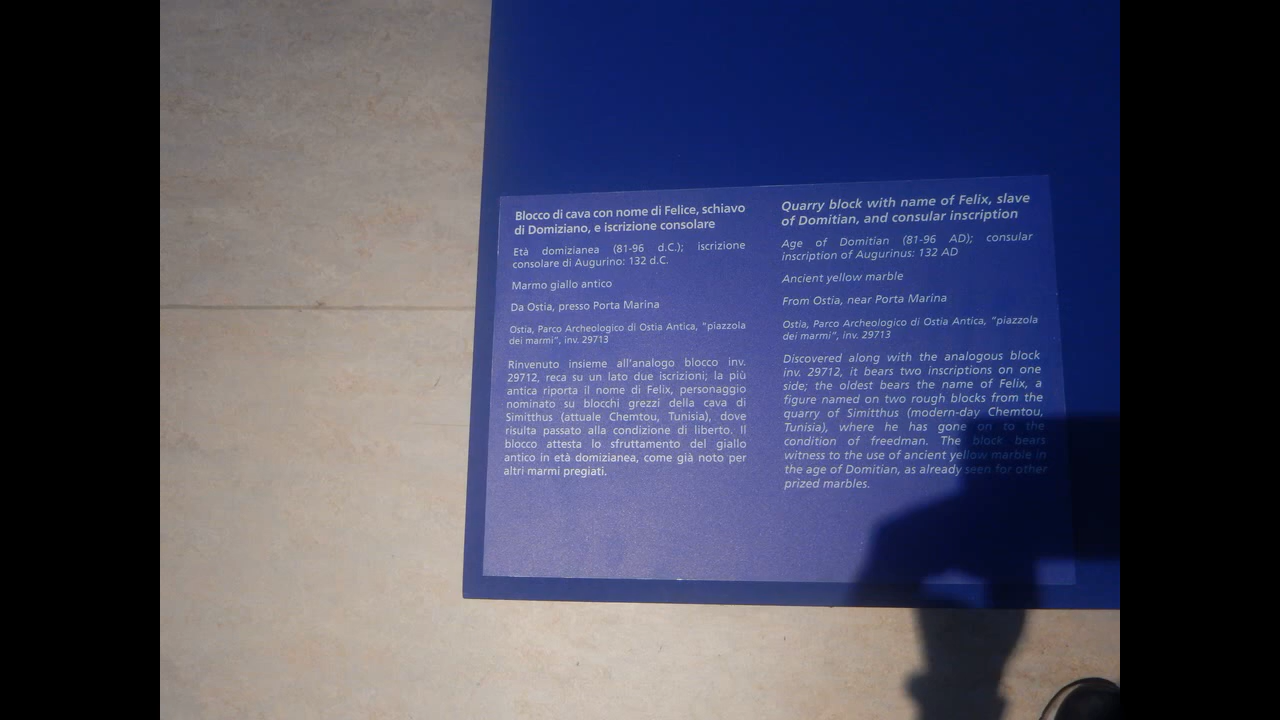 Blocco di cava con nome di Felice, schiavo
di Domiziano, e iscrizione consolare
Età domizianea (81-96 d.C.); iscrizione
consolare di Augurino: 132 d.C.
Marmo giallo antico
Da Ostia, presso Porta Marina
Ostia, Parco Archeologico di Ostia Antica, "piazzola
dei marmi", inv. 29713
Rinvenuto insieme all'analogo blocco inv.
29712, reca su un lato due iscrizioni; la più
antica riporta il nome di Felix, personaggio
nominato su blocchi grezzi della cava di
Simitthus (attuale Chemtou, Tunisia), dove
risulta passato alla condizione di liberto. Il
blocco attesta lo sfruttamento del giallo
antico in età domizianea, come già noto per
altri marmi pregiati.
Quarry block with name of Felix, slave
of Domitian, and consular inscription
Age of Domitian (81-96 AD); consular
inscription of Augurinus: 132 AD
Ancient yellow marble
From Ostia, near Porta Marina
Ostia, Parco Archeologico di Ostia Antica, "piazzola
dei marmi", inv. 29713
Discovered along with the analogous block
inv. 29712, it bears two inscriptions on one
side; the oldest bears the name of Felix, a
figure named on two rough blocks from the
quarry of Simitthus (modern-day Chemtou,
Tunisia), where he has gone on to the
condition of freedman. The block bears
witness to the use of ancient yellow marble in
the age of Domitian, as already seen for other
prized marbles.